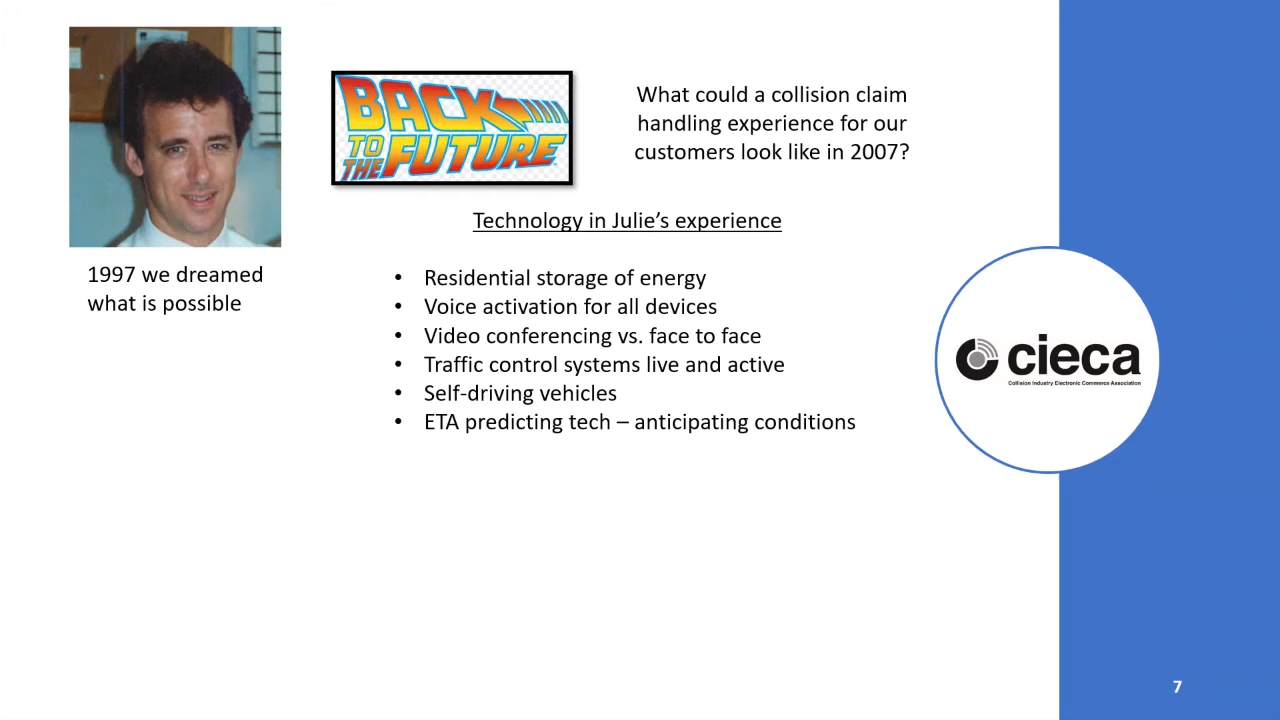 BACK
TO
THE FUTURE
What could a collision claim
handling experience for our
customers look like in 2007?
Technology in Julie’s experience
1997 we dreamed
what is possible
• Residential storage of energy
• Voice activation for all devices
• Video conferencing vs. face to face
• Traffic control systems live and active
• Self-driving vehicles
• ETA predicting tech – anticipating conditions
cieca
Collision Industry Electronic Commerce Association
7